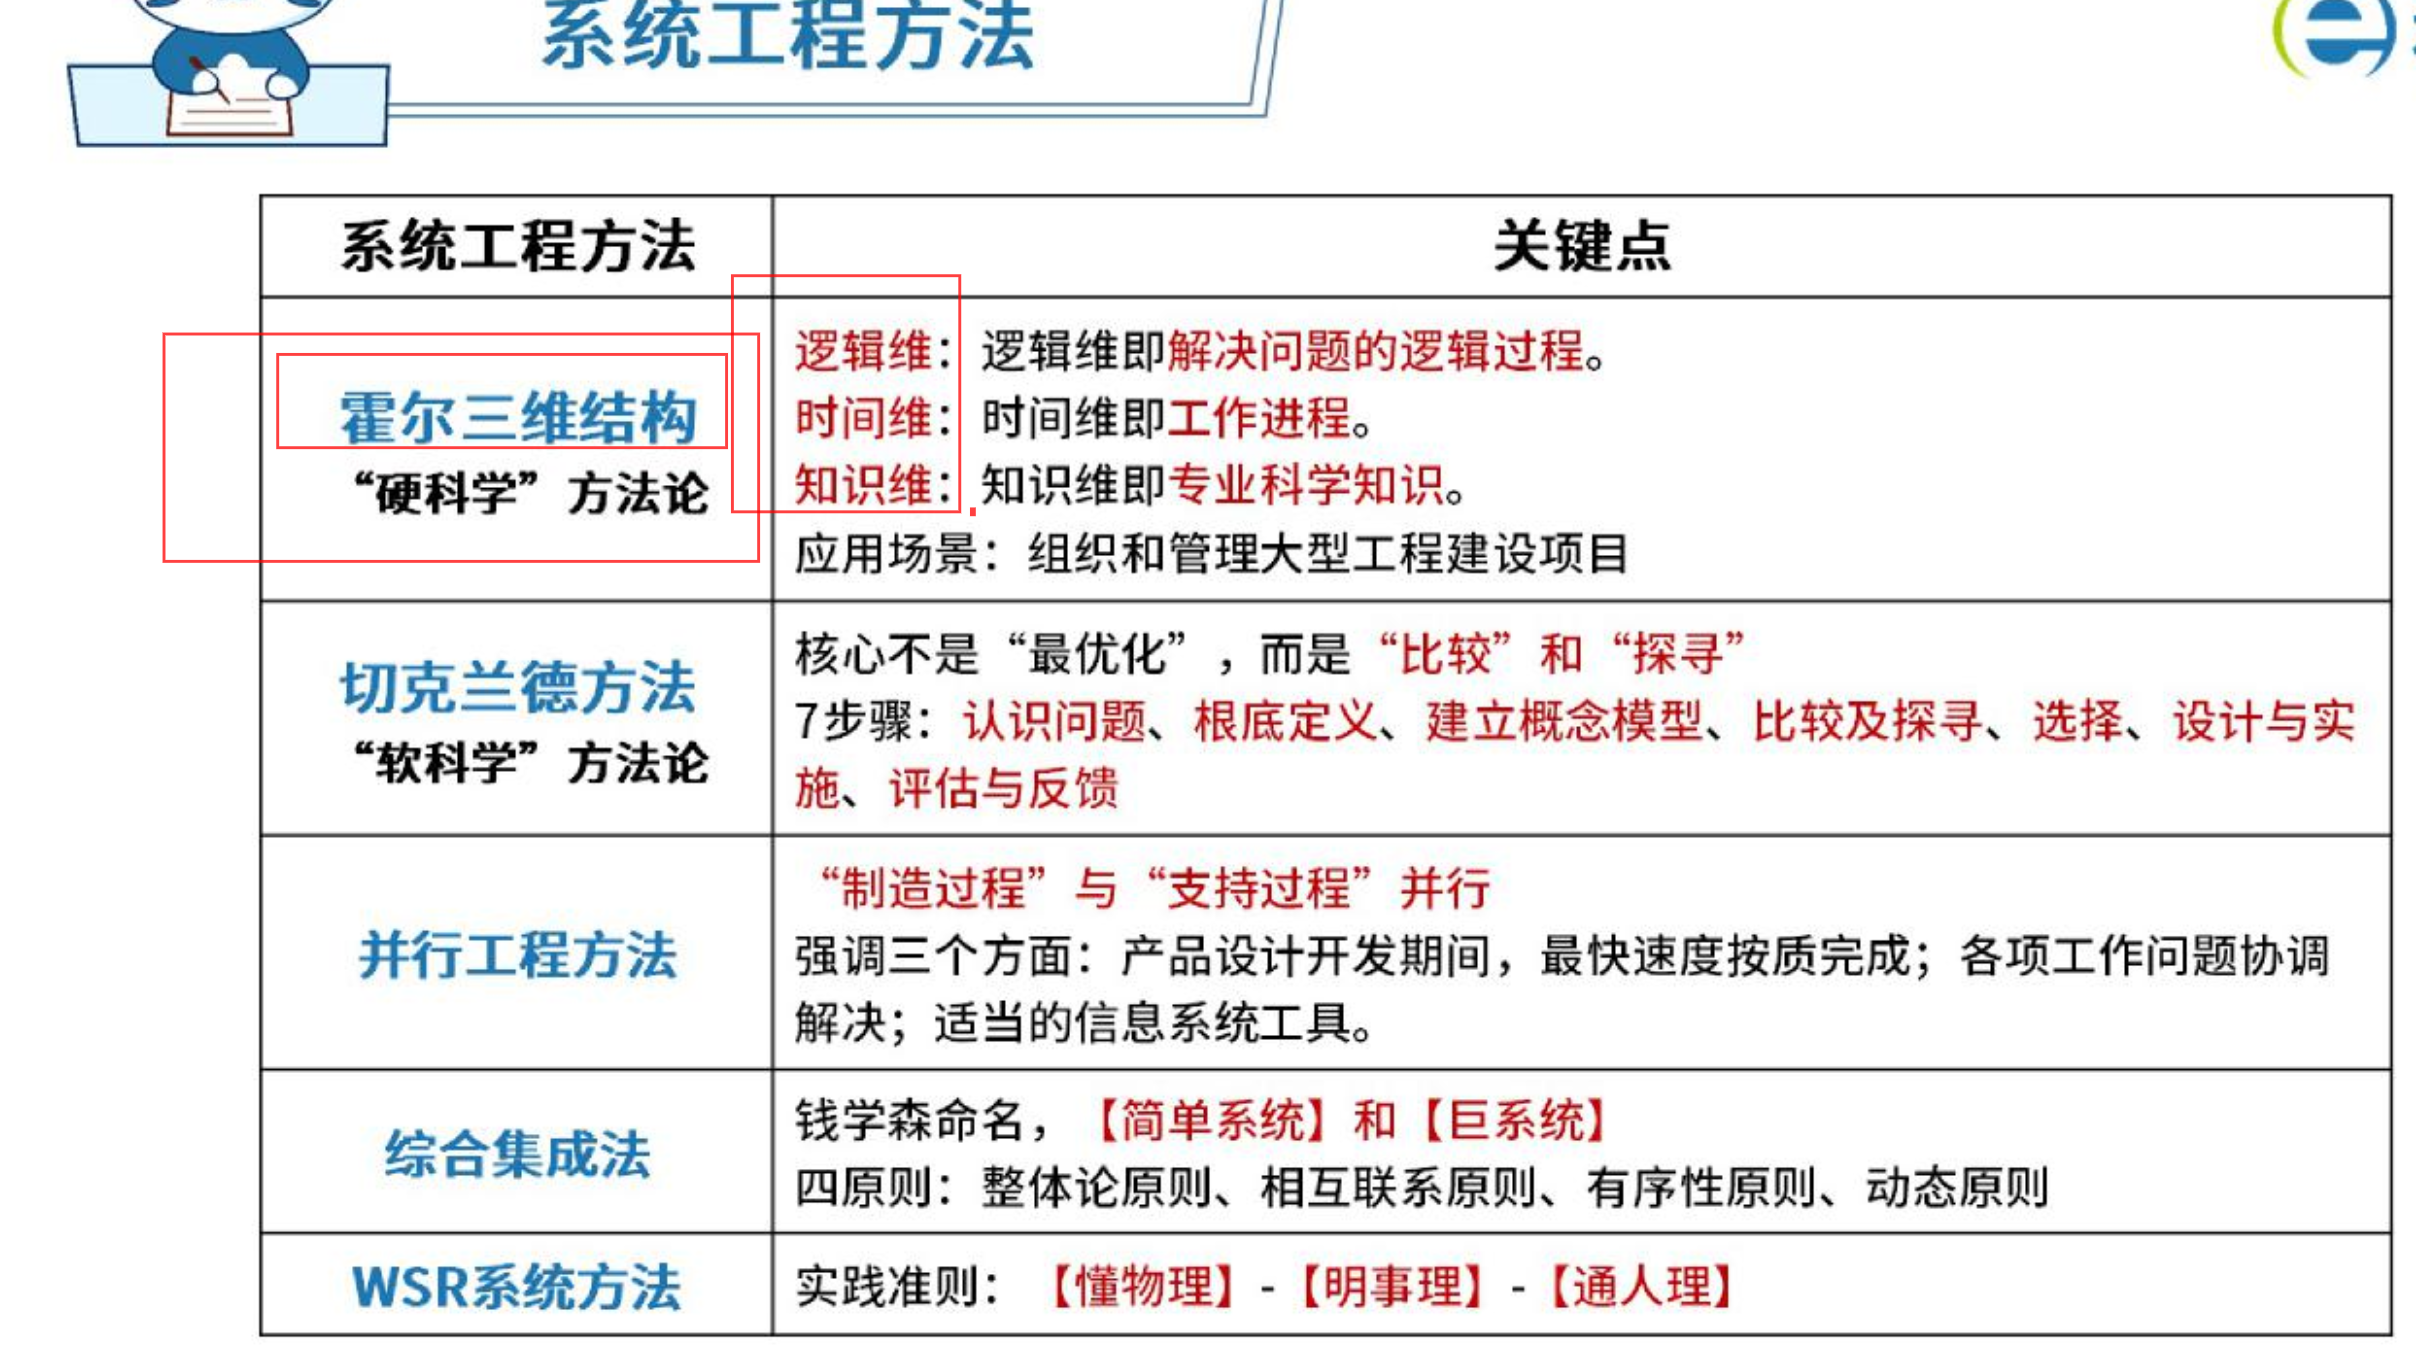 系统工程方法
系统工程方法
关键点
霍尔三维结构
“硬科学”方法论
逻辑维：逻辑维即解决问题的逻辑过程。
时间维：时间维即工作进程。
知识维：知识维即专业科学知识。
应用场景：组织和管理大型工程建设项目
切克兰德方法
“软科学”方法论
核心不是“最优化”，而是“比较”和“探寻”
7步骤：认识问题、根底定义、建立概念模型、比较及探寻、选择、设计与实
施、评估与反馈
并行工程方法
“制造过程”与“支持过程”并行
强调三个方面：产品设计开发期间，最快速度按质完成；各项工作问题协调
解决；适当的信息系统工具。
综合集成法
钱学森命名，【简单系统】和【巨系统】
四原则：整体论原则、相互联系原则、有序性原则、动态原则
WSR系统方法
实践准则：【懂物理】-【明事理】-【通人理】